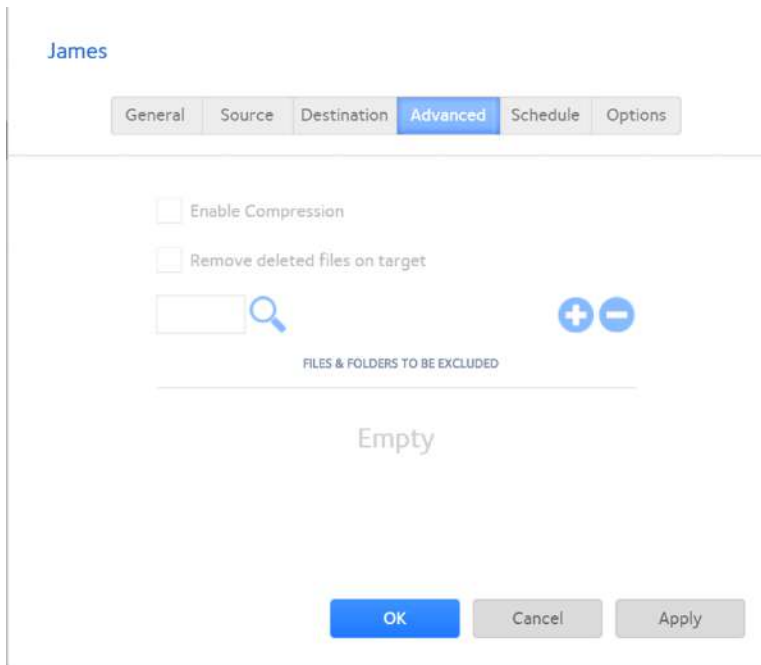 James
General Source Destination Advanced Schedule Options
Enable Compression
Remove deleted files on target
FILES & FOLDERS TO BE EXCLUDED
Empty
OK Cancel Apply